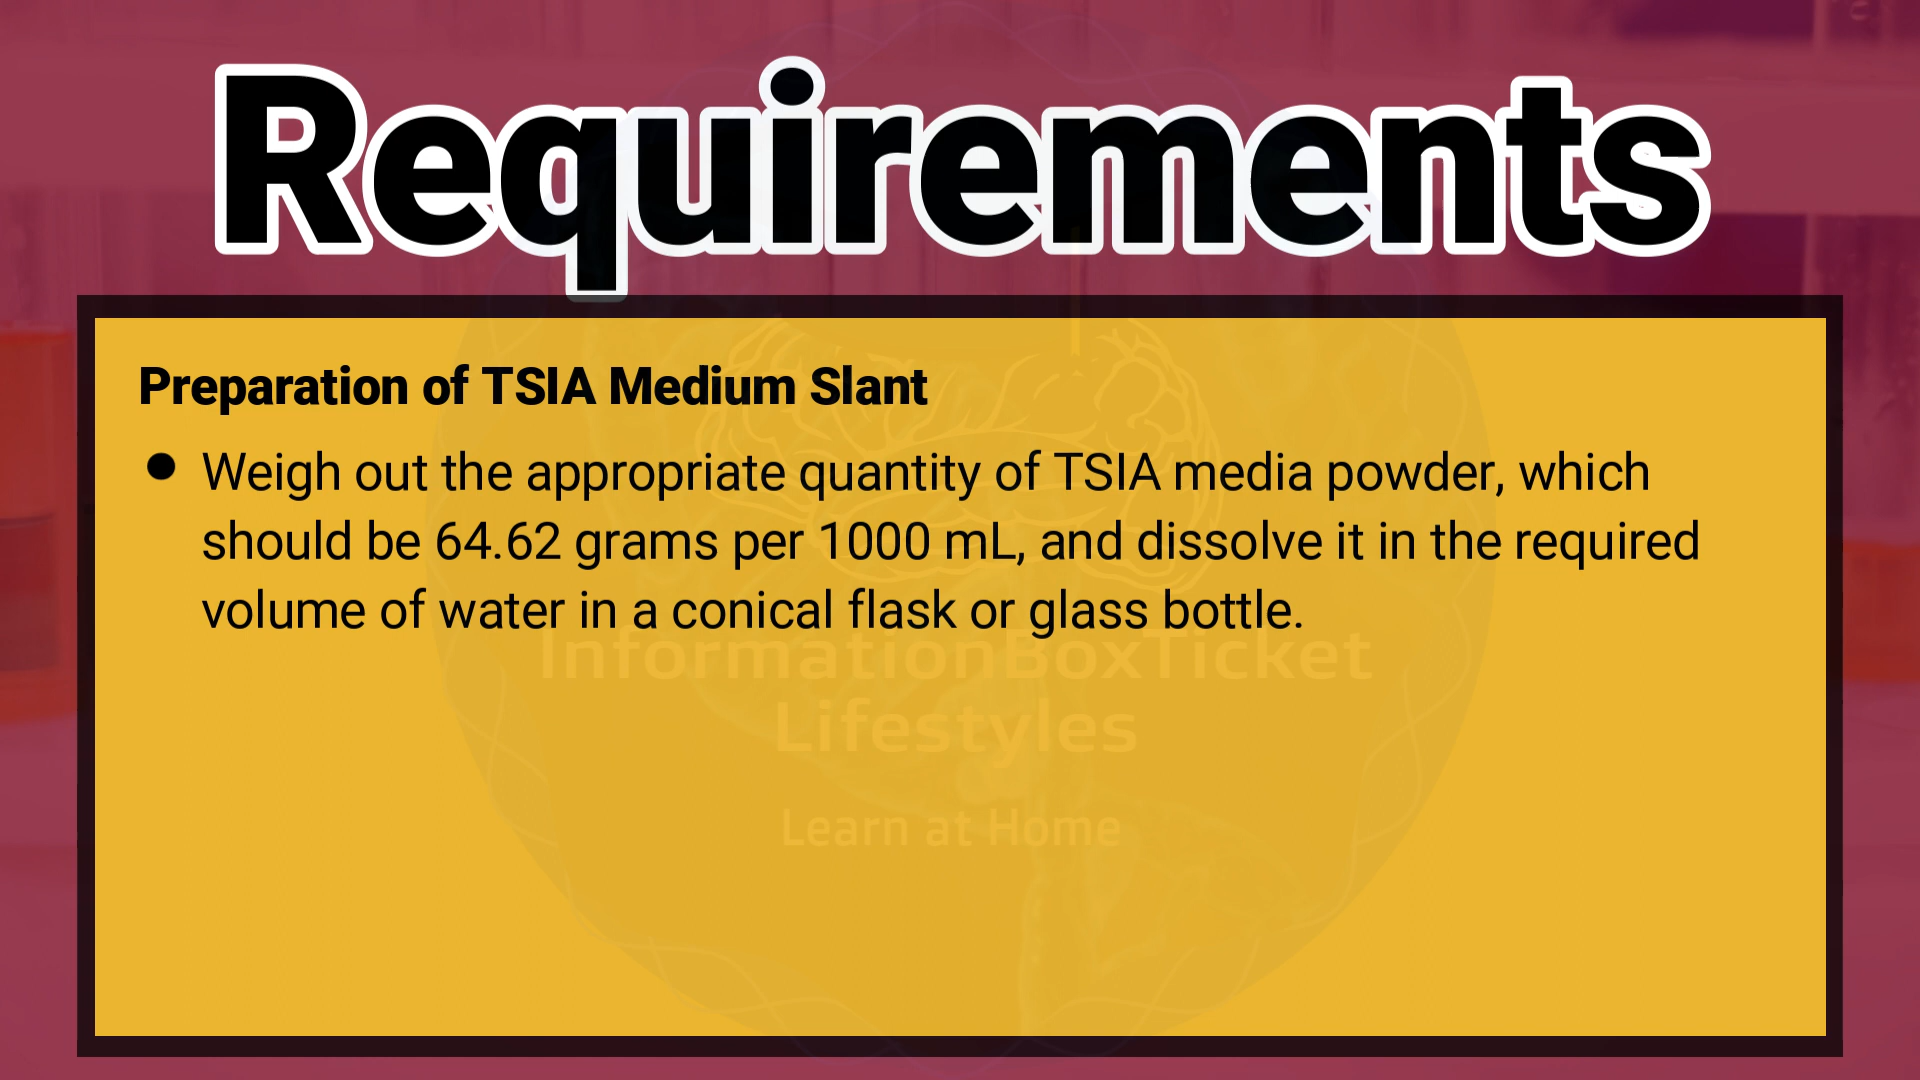 Requirements
Preparation of TSIA Medium Slant
● Weigh out the appropriate quantity of TSIA media powder, which
should be 64.62 grams per 1000 mL, and dissolve it in the required
volume of water in a conical flask or glass bottle.
InformationBoxTicket
Lifestyles
Learn at Home